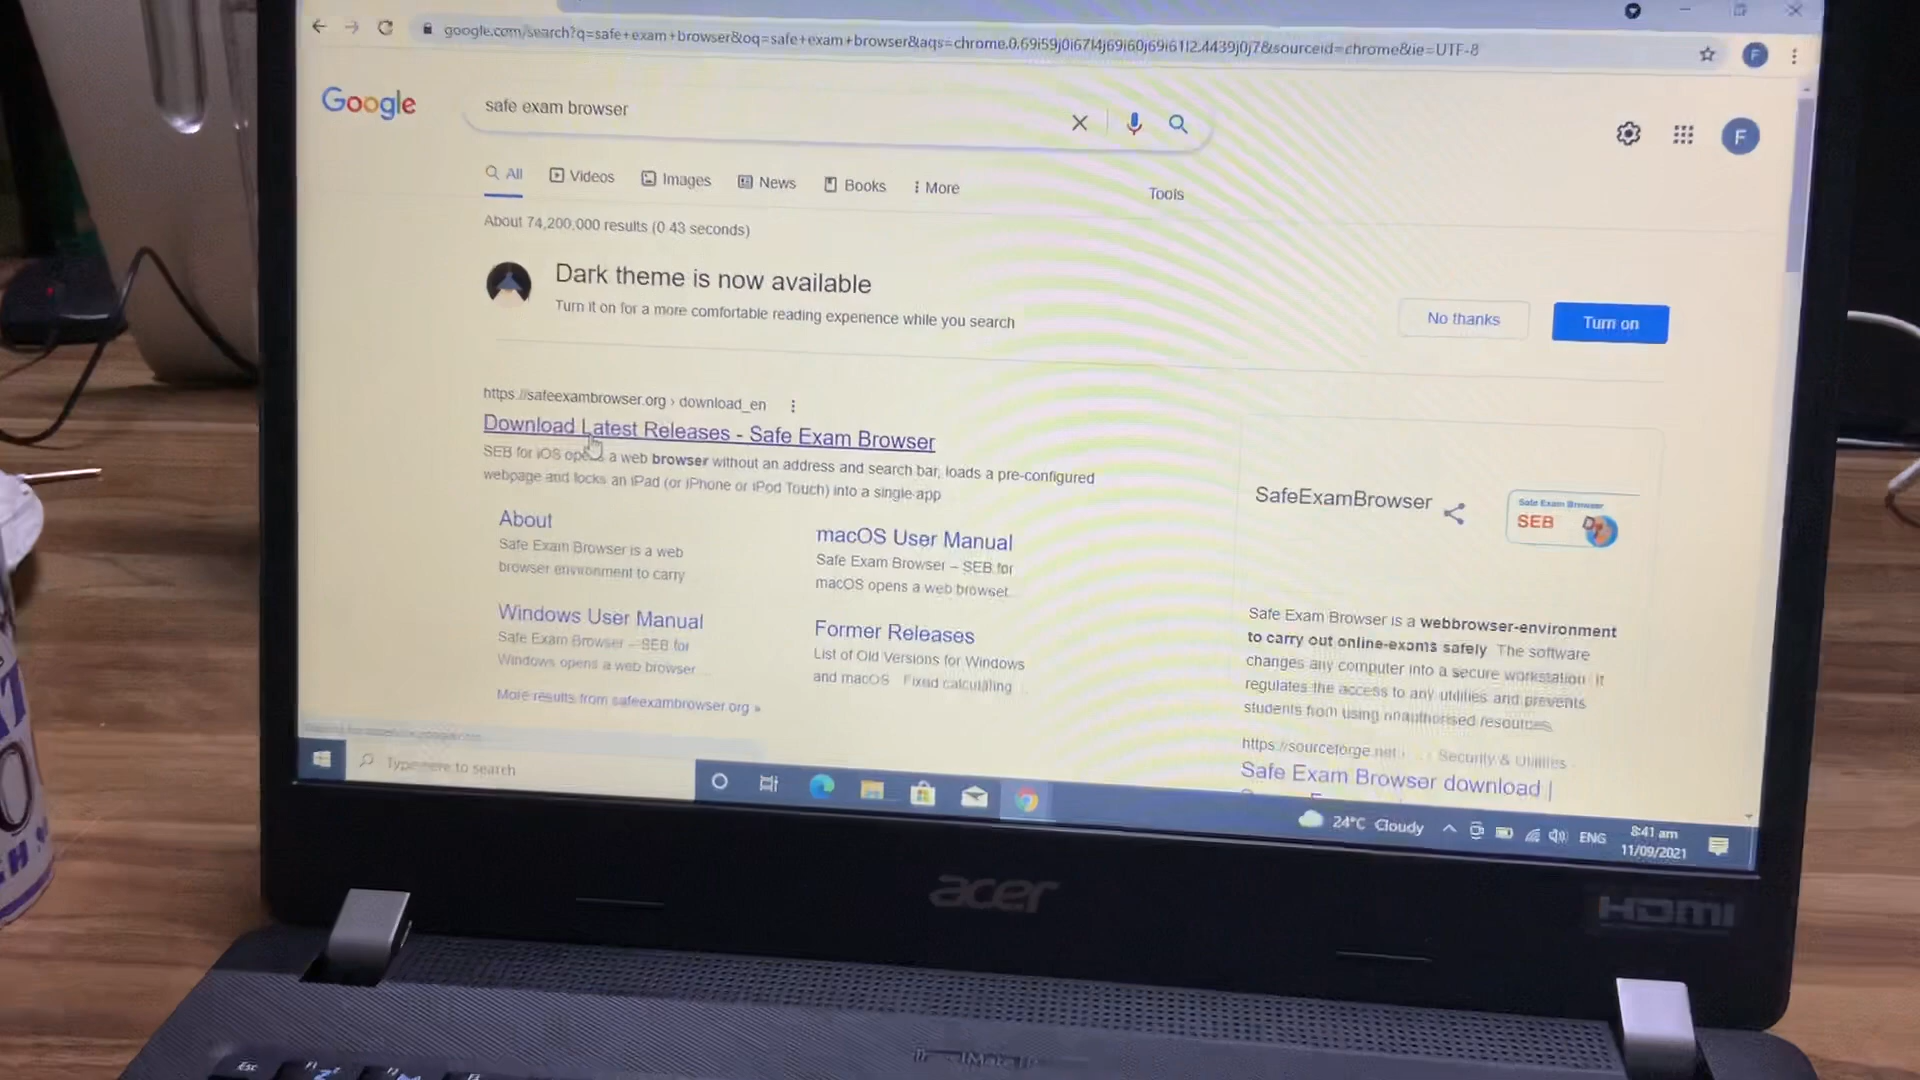 google.com/search?q=safe+exam+browser&oq=safe+exam+browser&aqs=chrome.0.69i59j0i67l4j69i60j69i61l2.4439j0j7&sourceid=chrome&ie=UTF-8
F
Google
safe exam browser
F
All
Videos
Images
News
Books
More
Tools
About 74,200,000 results (0.43 seconds)
Dark theme is now available
Turn it on for a more comfortable reading experience while you search
No thanks
Turn on
https://safeexambrowser.org › download_en
Download Latest Releases - Safe Exam Browser
SEB for iOS opens a web browser without an address and search bar, loads a pre-configured
webpage and locks an iPad (or iPhone or iPod Touch) into a single-app
About
Safe Exam Browser is a web
browser environment to carry
macOS User Manual
Safe Exam Browser – SEB for
macOS opens a web browser
Windows User Manual
Safe Exam Browser – SEB for
Windows opens a web browser
Former Releases
List of Old Versions for Windows
and macOS Fixed calculating
More results from safeexambrowser.org »
SafeExamBrowser
Safe Exam Browser
SEB
Safe Exam Browser is a webbrowser-environment
to carry out online-exams safely. The software
changes any computer into a secure workstation. It
regulates the access to any utilities and prevents
students from using unauthorised resources.
https://sourceforge.net › ... Security & Utilities
Safe Exam Browser download |
Type here to search
24°C Cloudy
ENG
8:41 am
11/09/2021
acer
HDMI
Esc